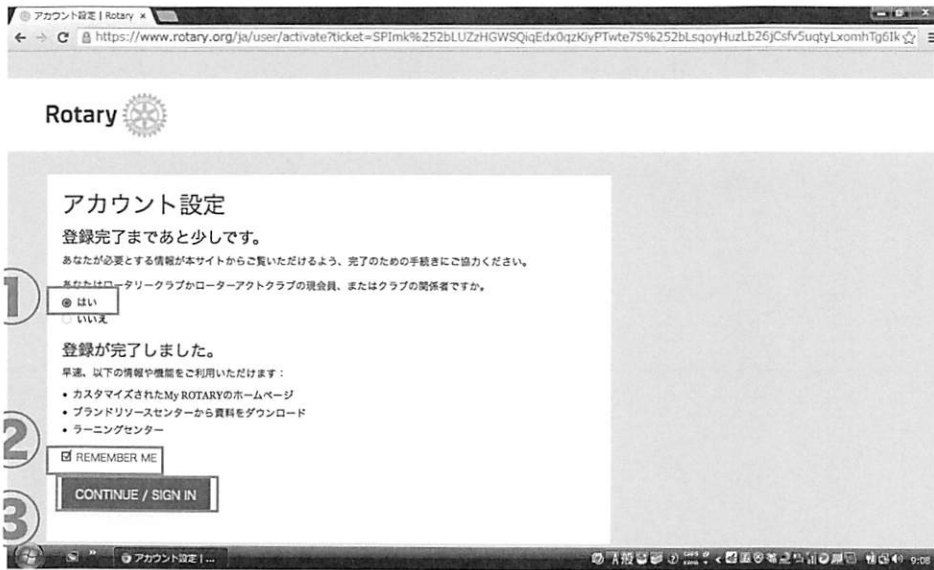 アカウント設定 | Rotary ×
https://www.rotary.org/ja/user/activate?ticket=SPImk%252bLUZzHGWSQiqEdx0qzKiyPTwte7S%252bLsqoyHuzLb26jCsfv5uqtyLxomhTg6Ik
Rotary
アカウント設定
登録完了まであと少しです。
あなたが必要とする情報が本サイトからご覧いただけるよう、完了のための手続きにご協力ください。
あなたはロータリークラブかローターアクトクラブの現会員、またはクラブの関係者ですか。
① はい
いいえ
登録が完了しました。
早速、以下の情報や機能をご利用いただけます：
• カスタマイズされたMy ROTARYのホームページ
• ブランドリソースセンターから資料をダウンロード
• ラーニングセンター
② REMEMBER ME
③ CONTINUE / SIGN IN
アカウント設定 | ...
A 般
9:08